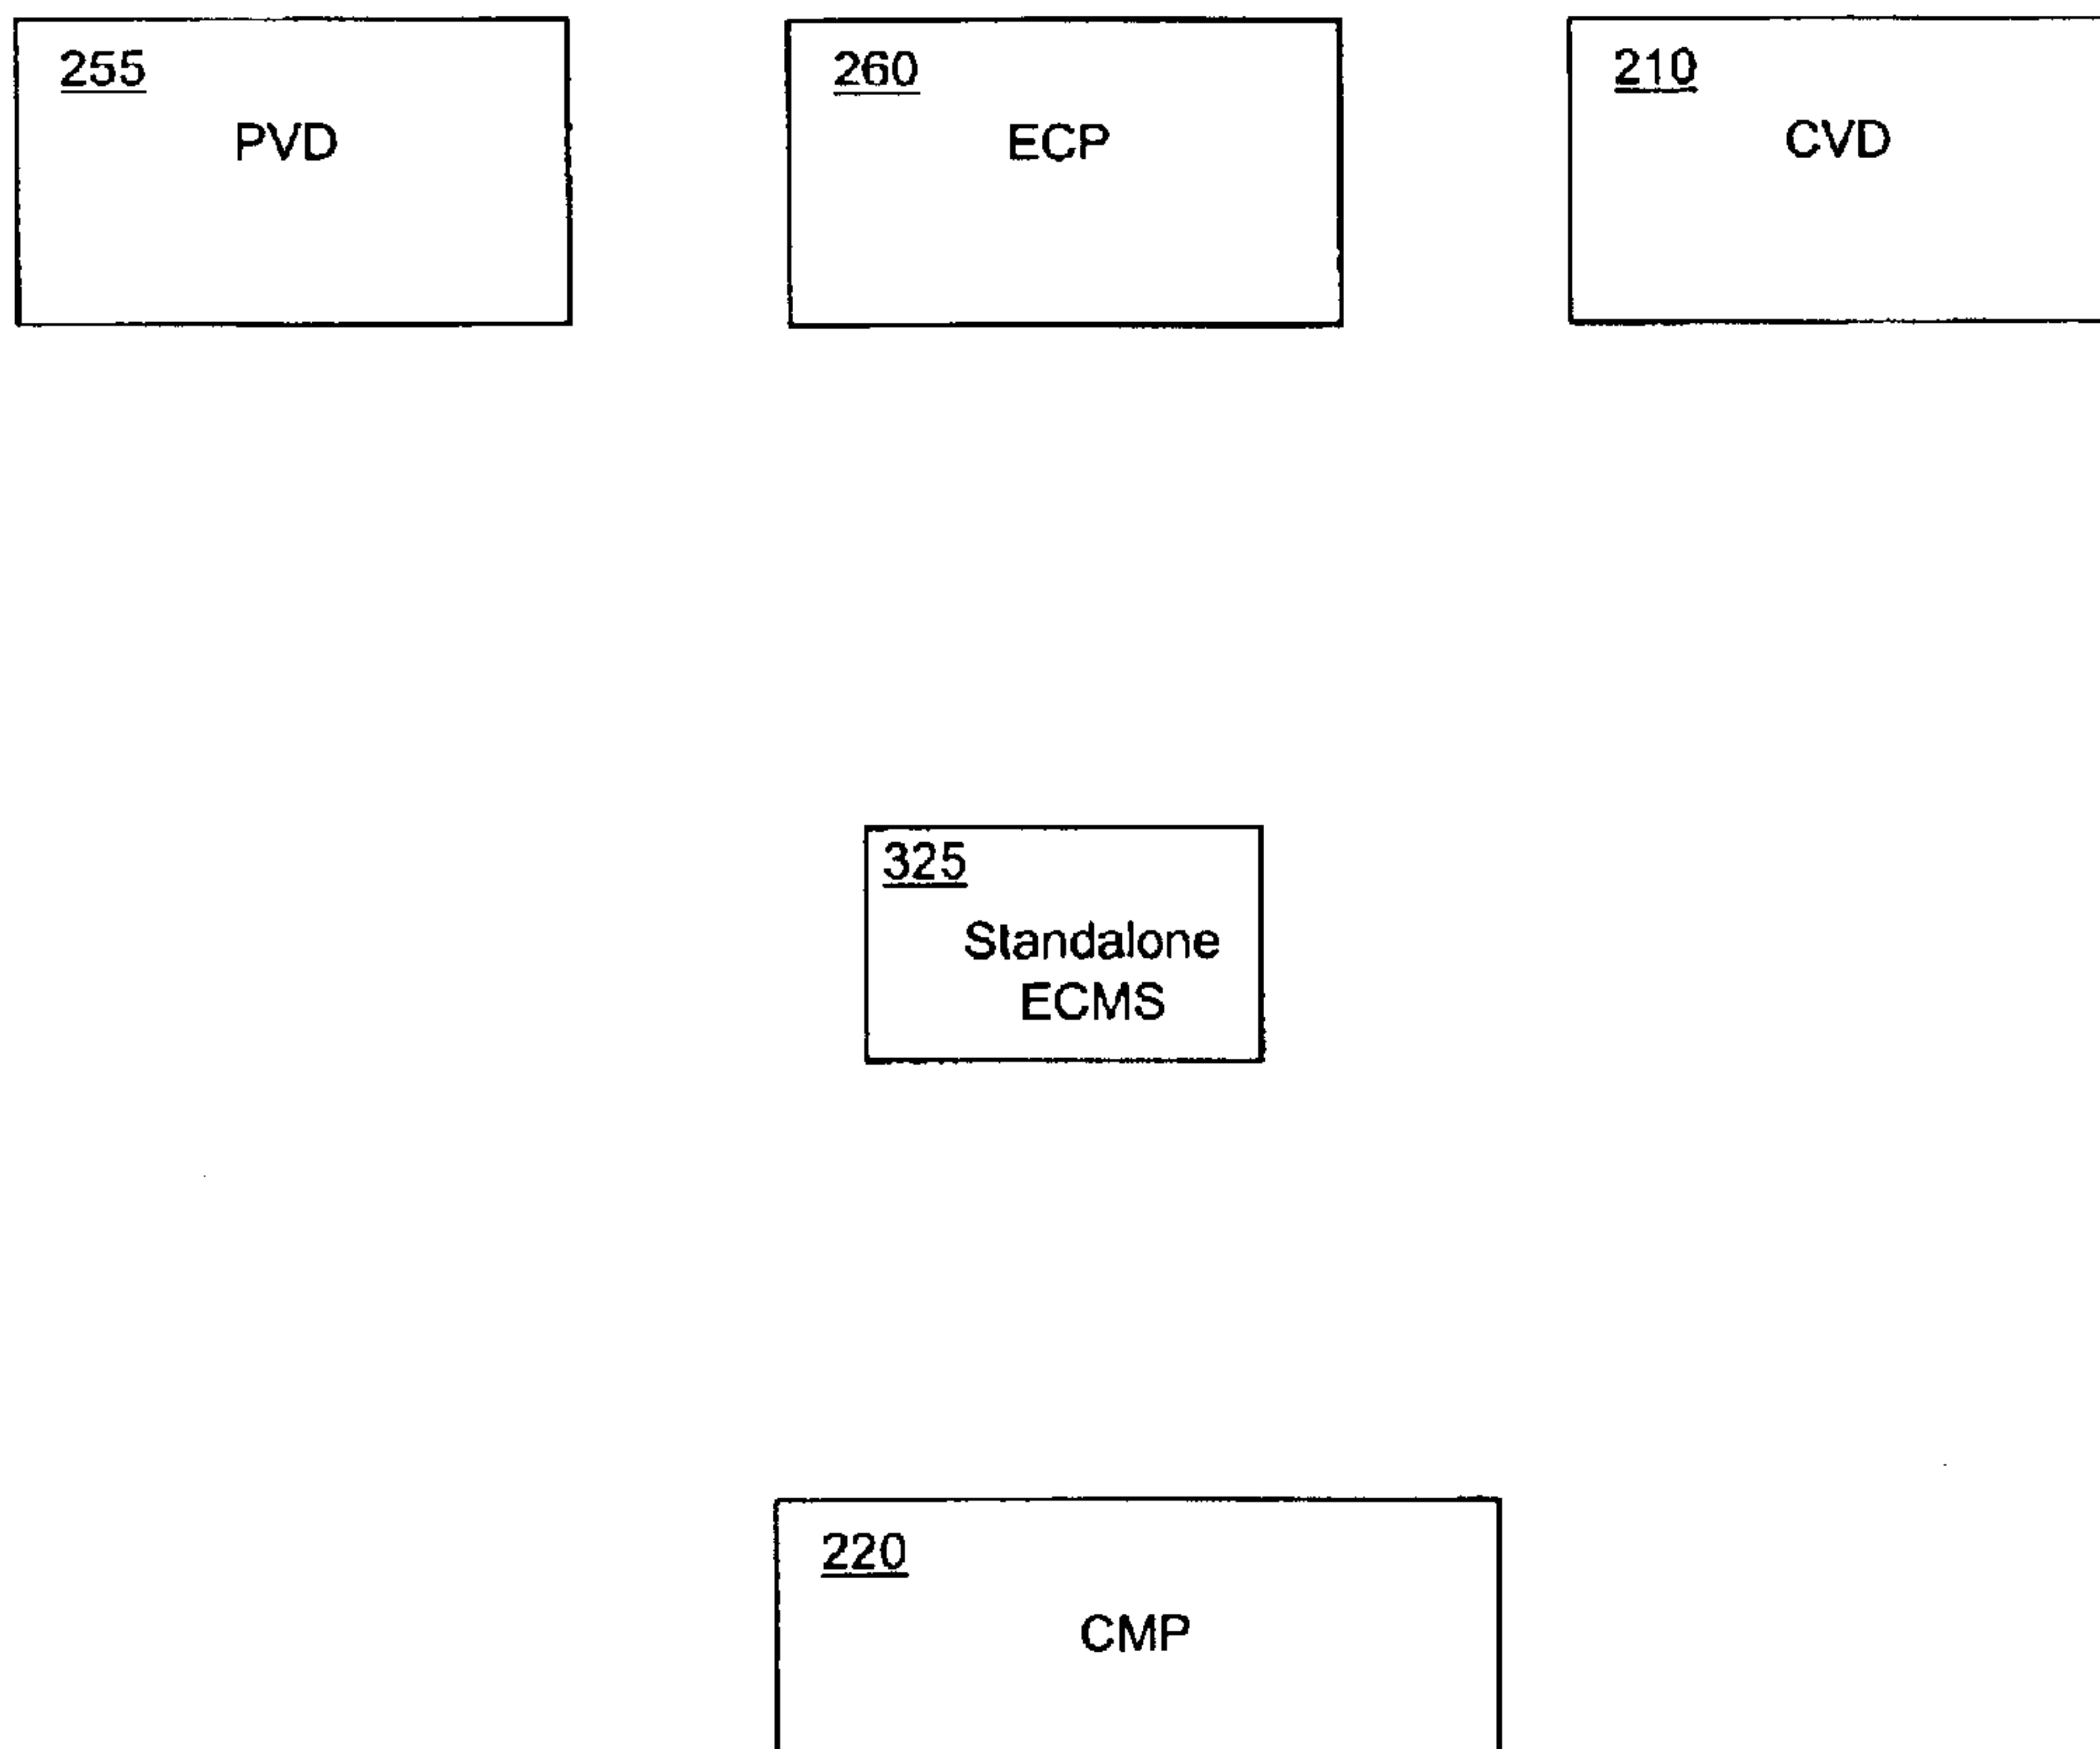 255
PVD
260
ECP
210
CVD
325
Standalone
ECMS
220
CMP